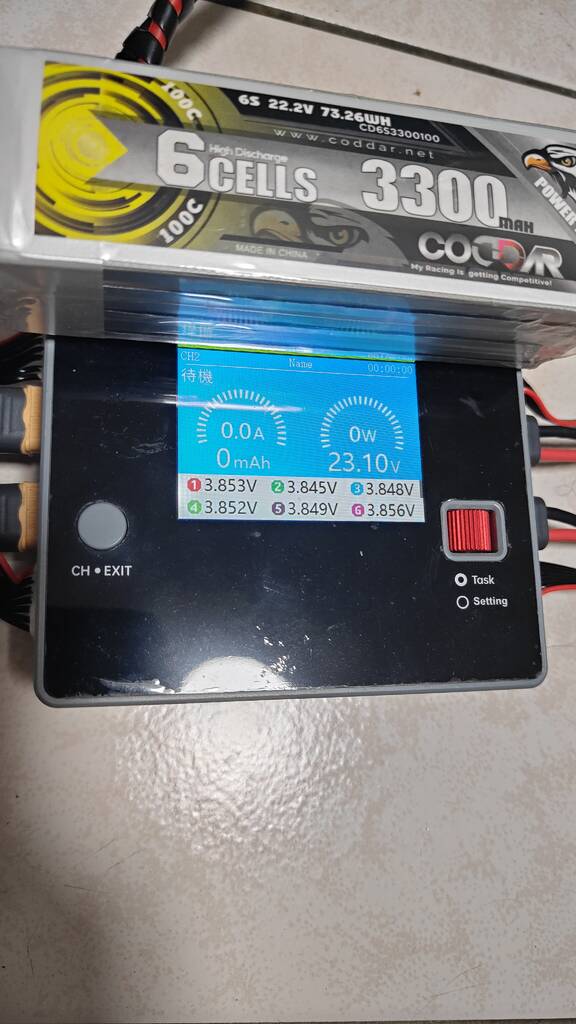 100C
6S 22.2V 73.26WH
CD6S3300100
www.coddar.net
High Discharge
6CELLS 3300MAH
100C
MADE IN CHINA
CODDAR
My Racing is getting Competitive!
POWER
CH2 Name 00:00:00
待機
0.0A 0W
0mAh 23.10V
1 3.853V 2 3.845V 3 3.848V
4 3.852V 5 3.849V 6 3.856V
CH • EXIT
Task
Setting